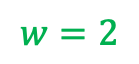 w = 2